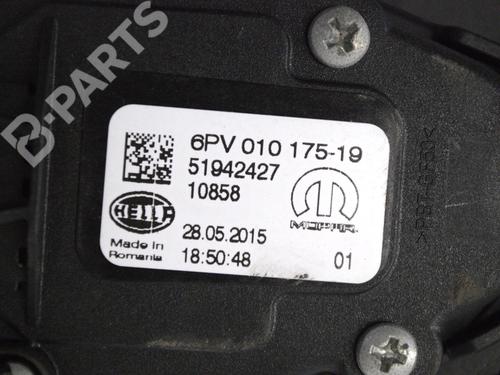 B-PARTS
6PV 010 175-19
51942427
10858
HELLA
MOPAR
28.05.2015
Made In
Romania
18:50:48
01